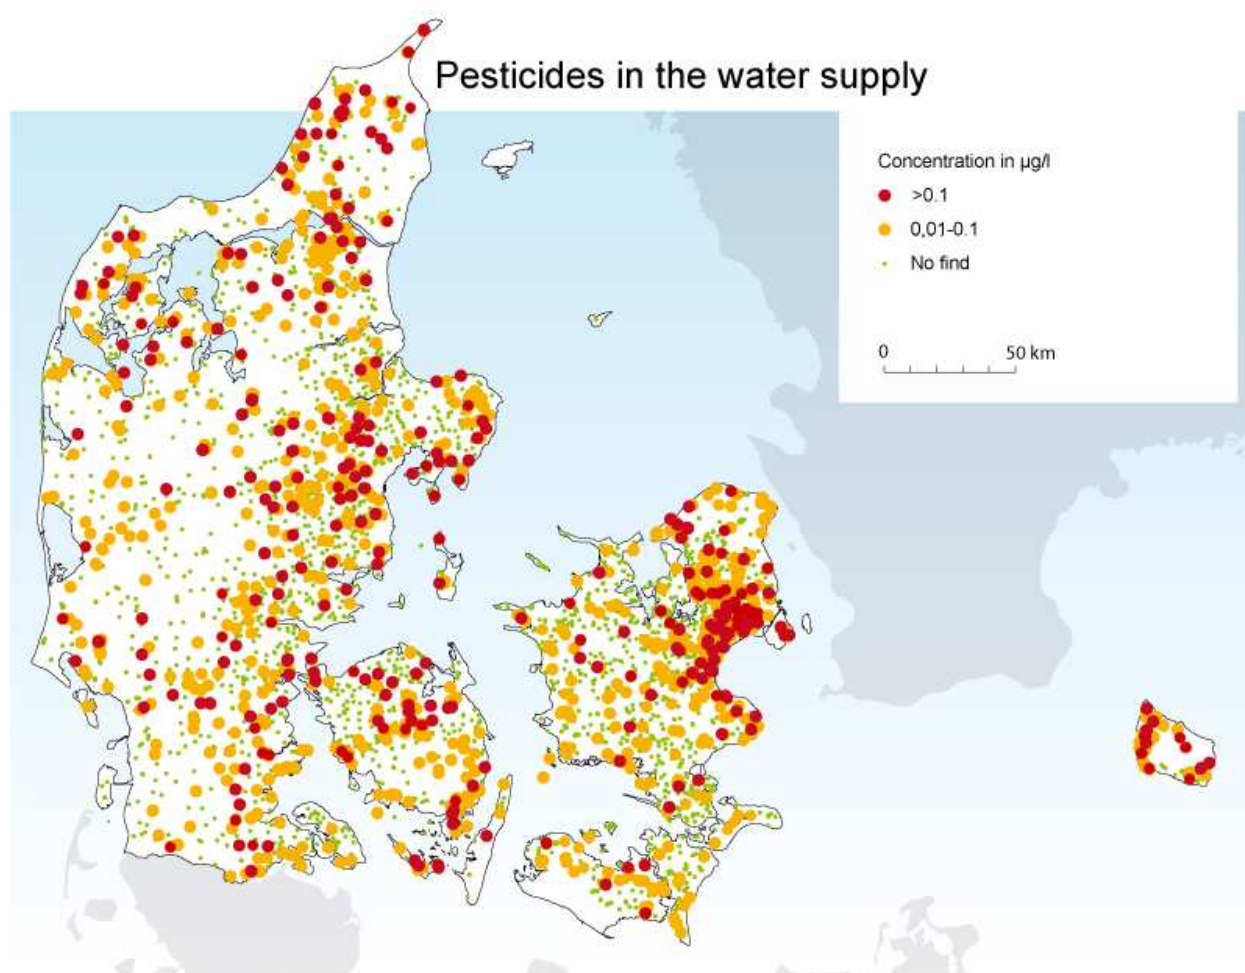 Pesticides in the water supply
Concentration in µg/l
>0.1
0,01-0.1
No find
0 50 km